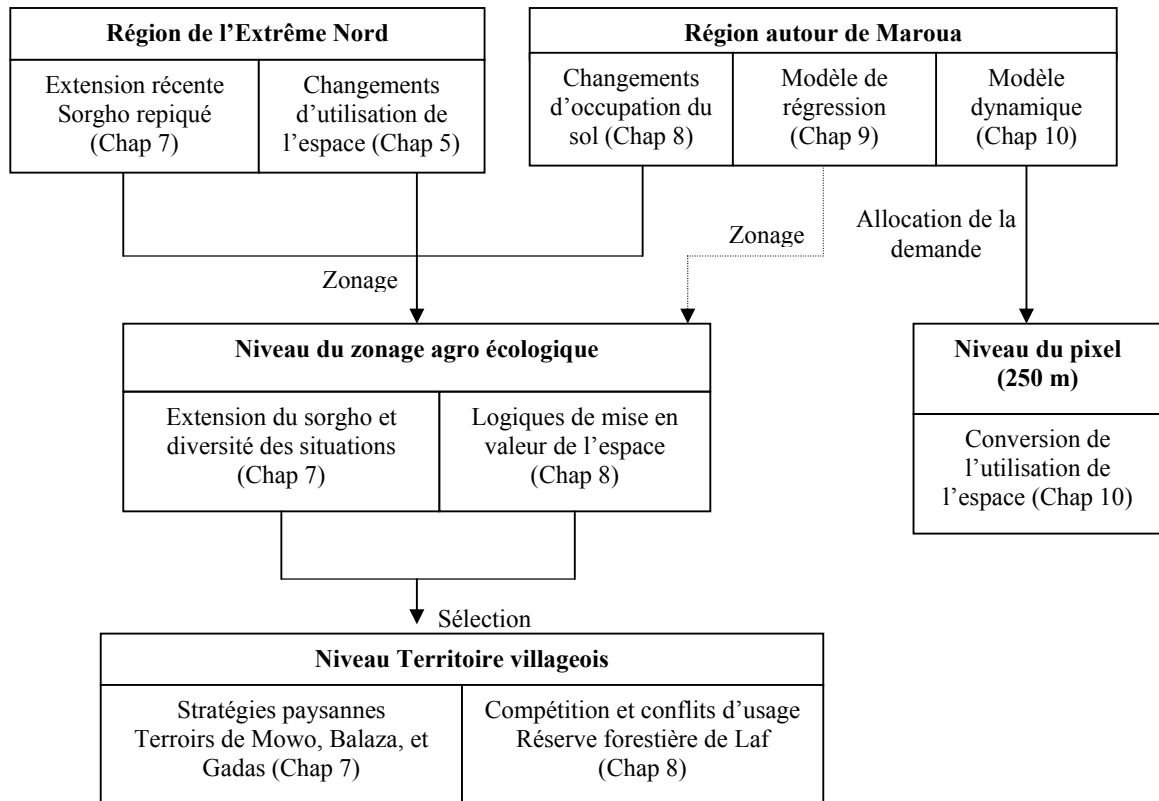 Région de l'Extrême Nord
Extension récente
Sorgho repiqué
(Chap 7)
Changements
d'utilisation de
l'espace (Chap 5)
Région autour de Maroua
Changements
d'occupation du
sol (Chap 8)
Modèle de
régression
(Chap 9)
Modèle
dynamique
(Chap 10)
Zonage
Zonage
Allocation de la
demande
Niveau du zonage agro écologique
Extension du sorgho et
diversité des situations
(Chap 7)
Logiques de mise en
valeur de l'espace
(Chap 8)
Niveau du pixel
(250 m)
Conversion de
l'utilisation de
l'espace (Chap 10)
Sélection
Niveau Territoire villageois
Stratégies paysannes
Terroirs de Mowo, Balaza, et
Gadas (Chap 7)
Compétition et conflits d'usage
Réserve forestière de Laf
(Chap 8)